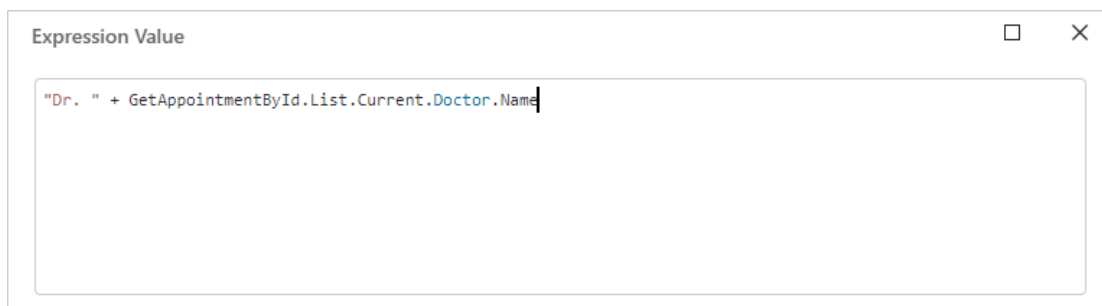 Expression Value
"Dr. " + GetAppointmentById.List.Current.Doctor.Name